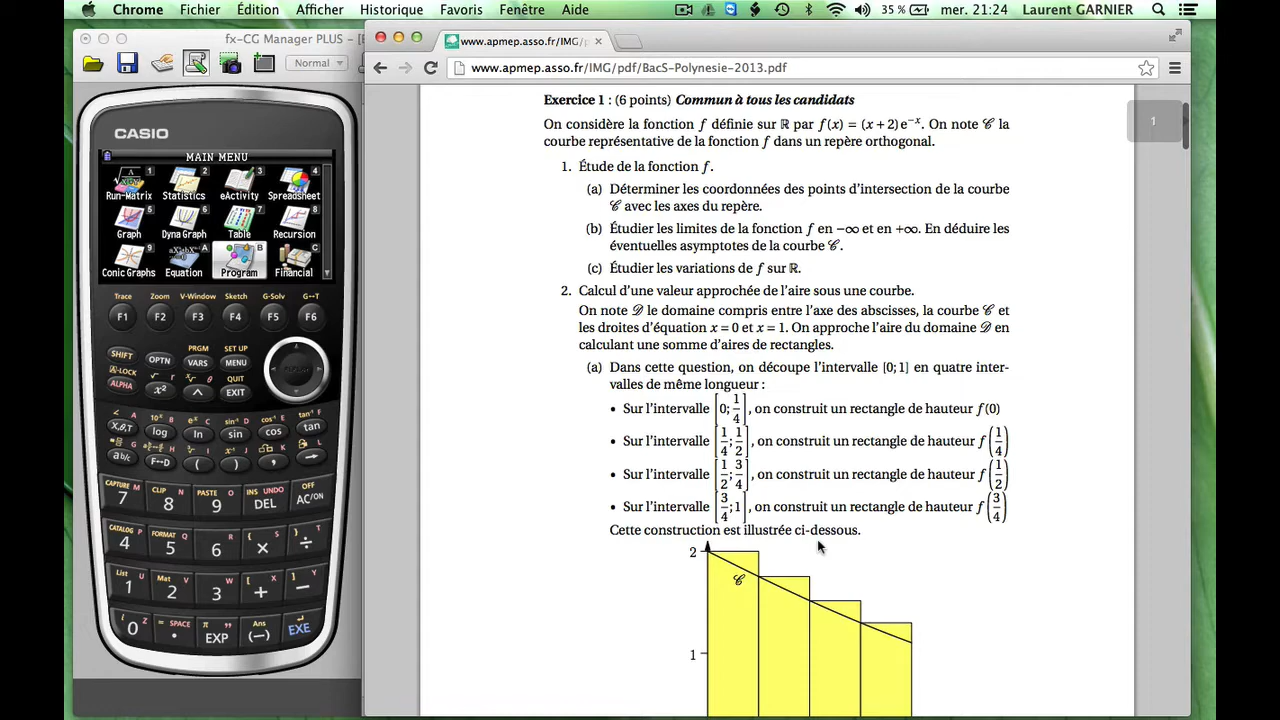 Chrome Fichier Édition Afficher Historique Favoris Fenêtre Aide 35 % mer. 21:24 Laurent GARNIER
fx-CG Manager PLUS – [
Normal
CASIO
MAIN MENU
1 2 3 4
Run-Matrix Statistics eActivity Spreadsheet
5 6 7 8
Graph Dyna Graph Table Recursion
9 A B C
Conic Graphs Equation Program Financial
Trace Zoom V-Window Sketch G-Solv G↔T
F1 F2 F3 F4 F5 F6
PRGM SET UP
SHIFT OPTN VARS MENU
A-LOCK QUIT
ALPHA x² ^ EXIT
X,θ,T log ln sin cos tan
a b/c F↔D ( ) , →
CAPTURE M CLIP N PASTE O INS UNDO OFF
7 8 9 DEL AC/ON
CATALOG P FORMAT Q R
4 5 6 × ÷
List U Mat V W X Y
1 2 3 + −
Z = SPACE π Ans
0 . EXP (−) EXE
www.apmep.asso.fr/IMG/p
www.apmep.asso.fr/IMG/pdf/BacS-Polynesie-2013.pdf
1
Exercice 1 : (6 points) Commun à tous les candidats
On considère la fonction f définie sur ℝ par f(x) = (x + 2) e⁻ˣ. On note 𝒞 la
courbe représentative de la fonction f dans un repère orthogonal.
1. Étude de la fonction f.
(a) Déterminer les coordonnées des points d'intersection de la courbe
𝒞 avec les axes du repère.
(b) Étudier les limites de la fonction f en −∞ et en +∞. En déduire les
éventuelles asymptotes de la courbe 𝒞.
(c) Étudier les variations de f sur ℝ.
2. Calcul d'une valeur approchée de l'aire sous une courbe.
On note 𝒟 le domaine compris entre l'axe des abscisses, la courbe 𝒞 et
les droites d'équation x = 0 et x = 1. On approche l'aire du domaine 𝒟 en
calculant une somme d'aires de rectangles.
(a) Dans cette question, on découpe l'intervalle [0 ; 1] en quatre inter-
valles de même longueur :
• Sur l'intervalle [0 ; 1/4], on construit un rectangle de hauteur f(0)
• Sur l'intervalle [1/4 ; 1/2], on construit un rectangle de hauteur f(1/4)
• Sur l'intervalle [1/2 ; 3/4], on construit un rectangle de hauteur f(1/2)
• Sur l'intervalle [3/4 ; 1], on construit un rectangle de hauteur f(3/4)
Cette construction est illustrée ci-dessous.
2
𝒞
1